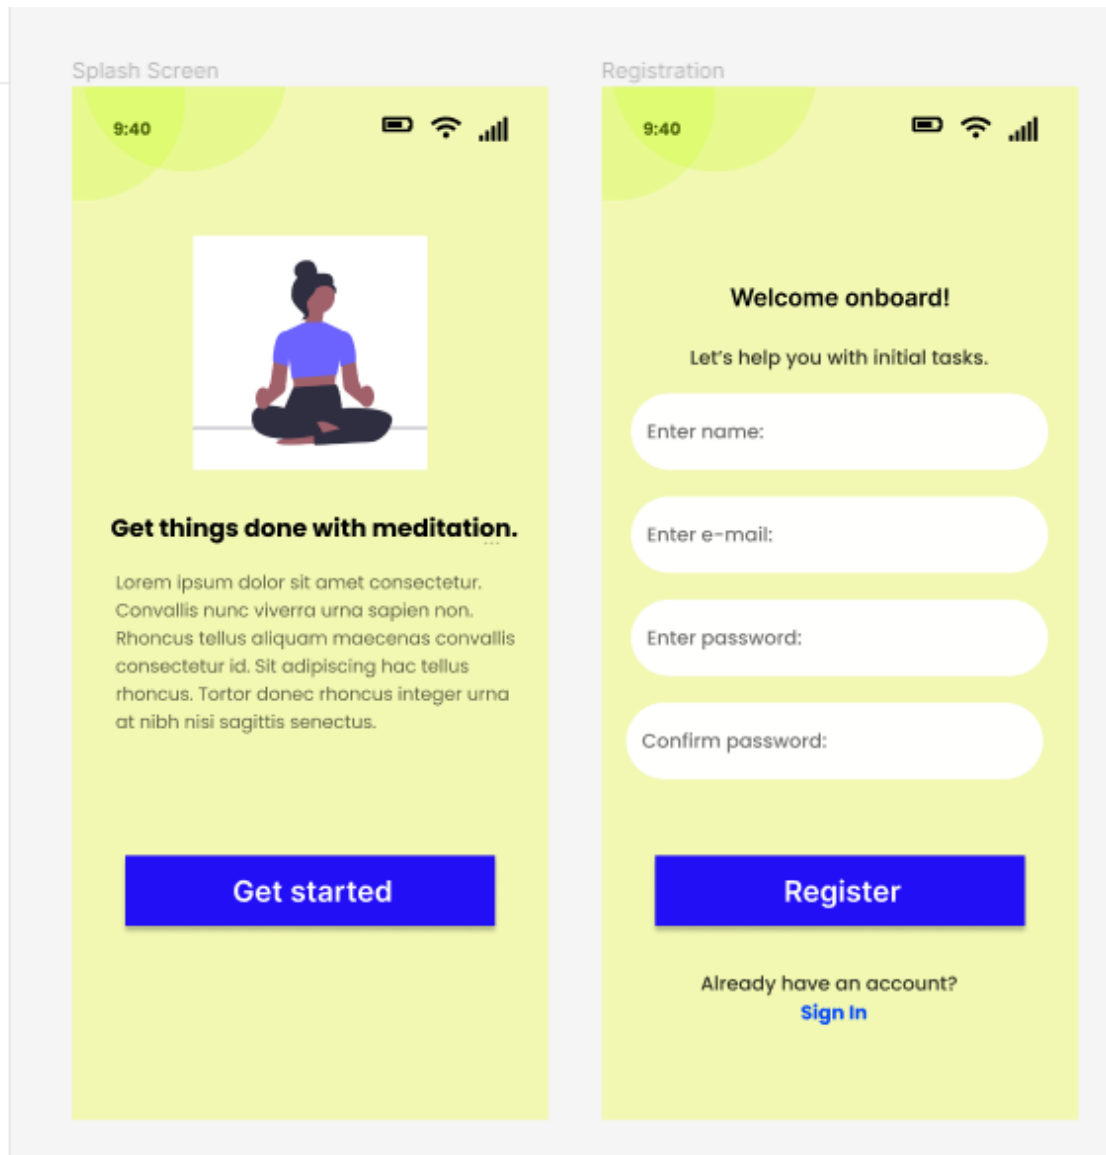 Splash Screen
9:40
Get things done with meditation.
Lorem ipsum dolor sit amet consectetur.
Convallis nunc viverra urna sapien non.
Rhoncus tellus aliquam maecenas convallis
consectetur id. Sit adipiscing hac tellus
rhoncus. Tortor donec rhoncus integer urna
at nibh nisi sagittis senectus.
Get started
Registration
9:40
Welcome onboard!
Let's help you with initial tasks.
Enter name:
Enter e-mail:
Enter password:
Confirm password:
Register
Already have an account?
Sign In